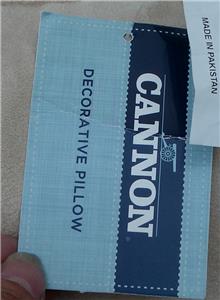 CANNON®
DECORATIVE PILLOW
MADE IN PAKISTAN